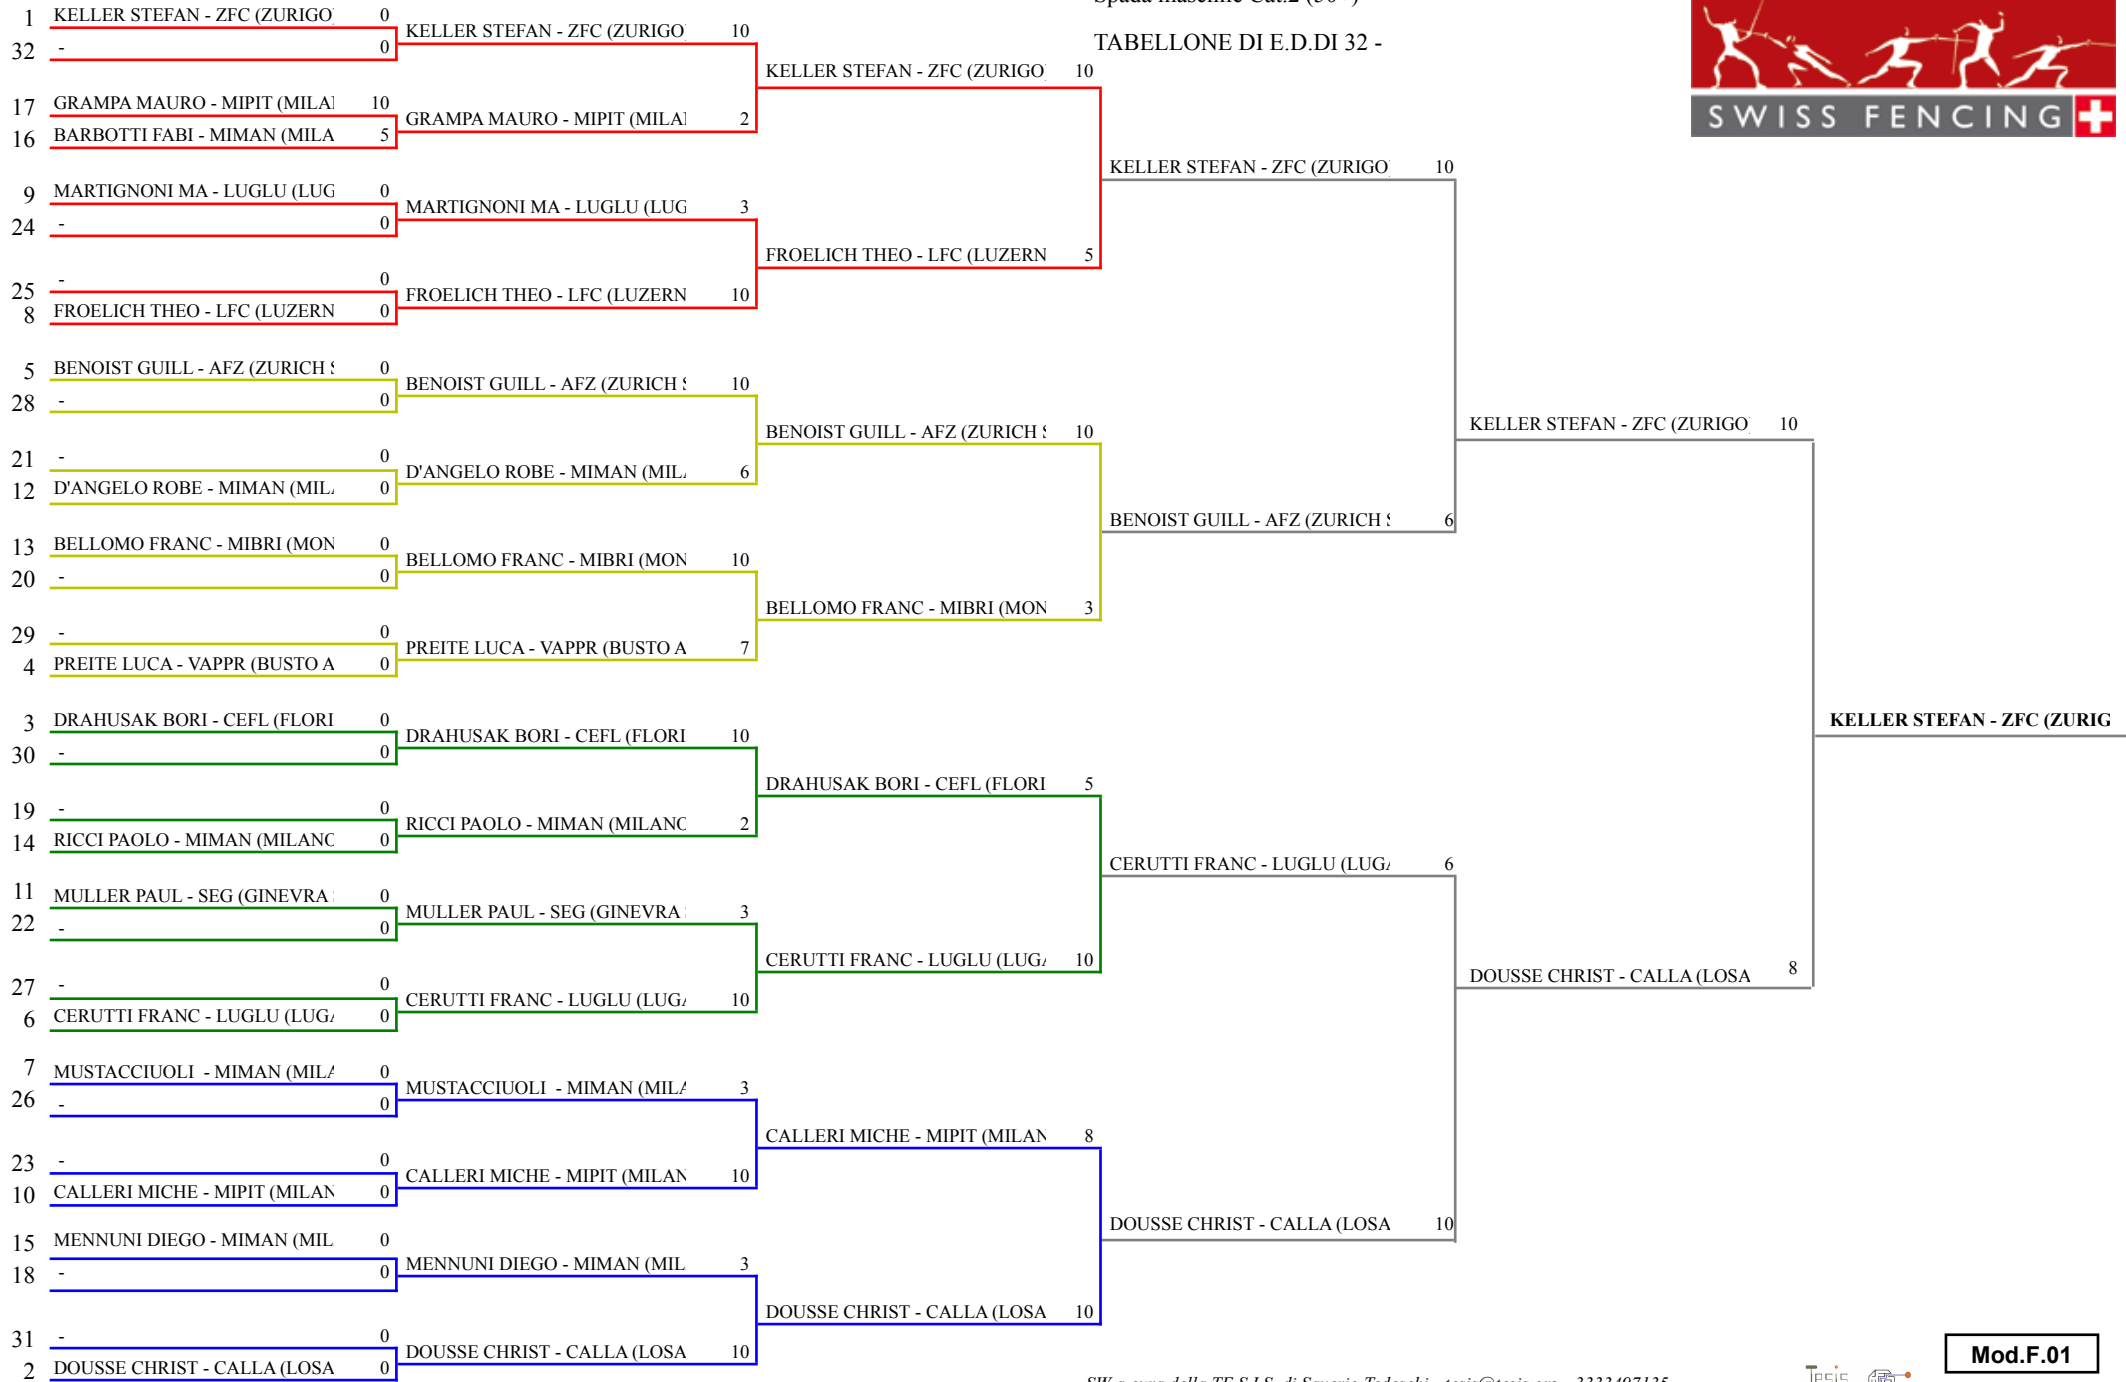 TABELLONE DI E.D.DI 32 -
SWISS FENCING
1 KELLER STEFAN - ZFC (ZURIGO) 0
32 - 0
17 GRAMPA MAURO - MIPIT (MILA 10
16 BARBOTTI FABI - MIMAN (MILA 5
9 MARTIGNONI MA - LUGLU (LUG 0
24 - 0
25 - 0
8 FROELICH THEO - LFC (LUZERN 0
5 BENOIST GUILL - AFZ (ZURICH 0
28 - 0
21 - 0
12 D'ANGELO ROBE - MIMAN (MIL 0
13 BELLOMO FRANC - MIBRI (MON 0
20 - 0
29 - 0
4 PREITE LUCA - VAPPR (BUSTO A 0
3 DRAHUSAK BORI - CEFL (FLORI 0
30 - 0
19 - 0
14 RICCI PAOLO - MIMAN (MILANO 0
11 MULLER PAUL - SEG (GINEVRA 0
22 - 0
27 - 0
6 CERUTTI FRANC - LUGLU (LUGA 0
7 MUSTACCIUOLI - MIMAN (MILA 0
26 - 0
23 - 0
10 CALLERI MICHE - MIPIT (MILAN 0
15 MENNUNI DIEGO - MIMAN (MIL 0
18 - 0
31 - 0
2 DOUSSE CHRIST - CALLA (LOSA 0
KELLER STEFAN - ZFC (ZURIGO) 10
GRAMPA MAURO - MIPIT (MILA 2
MARTIGNONI MA - LUGLU (LUG 3
FROELICH THEO - LFC (LUZERN 10
BENOIST GUILL - AFZ (ZURICH 10
D'ANGELO ROBE - MIMAN (MIL 6
BELLOMO FRANC - MIBRI (MON 10
PREITE LUCA - VAPPR (BUSTO A 7
DRAHUSAK BORI - CEFL (FLORI 10
RICCI PAOLO - MIMAN (MILANO 2
MULLER PAUL - SEG (GINEVRA 3
CERUTTI FRANC - LUGLU (LUGA 10
MUSTACCIUOLI - MIMAN (MILA 3
CALLERI MICHE - MIPIT (MILAN 10
MENNUNI DIEGO - MIMAN (MIL 3
DOUSSE CHRIST - CALLA (LOSA 10
KELLER STEFAN - ZFC (ZURIGO) 10
FROELICH THEO - LFC (LUZERN 5
BENOIST GUILL - AFZ (ZURICH 10
BELLOMO FRANC - MIBRI (MON 3
DRAHUSAK BORI - CEFL (FLORI 5
CERUTTI FRANC - LUGLU (LUGA 10
CALLERI MICHE - MIPIT (MILAN 8
DOUSSE CHRIST - CALLA (LOSA 10
KELLER STEFAN - ZFC (ZURIGO) 10
BENOIST GUILL - AFZ (ZURICH 6
CERUTTI FRANC - LUGLU (LUGA 6
DOUSSE CHRIST - CALLA (LOSA 10
KELLER STEFAN - ZFC (ZURIGO) 10
DOUSSE CHRIST - CALLA (LOSA 8
KELLER STEFAN - ZFC (ZURIG
Mod.F.01